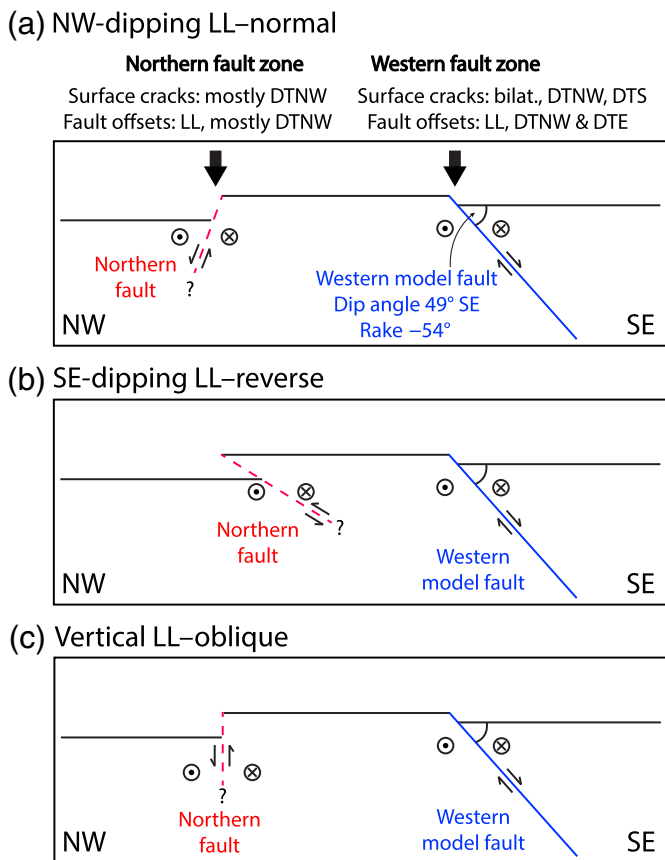 (a) NW-dipping LL–normal
Northern fault zone
Surface cracks: mostly DTNW
Fault offsets: LL, mostly DTNW
Western fault zone
Surface cracks: bilat., DTNW, DTS
Fault offsets: LL, DTNW & DTE
Northern
fault
?
Western model fault
Dip angle 49° SE
Rake −54°
NW
SE
(b) SE-dipping LL–reverse
?
Northern
fault
Western
model fault
NW
SE
(c) Vertical LL–oblique
?
Northern
fault
Western
model fault
NW
SE